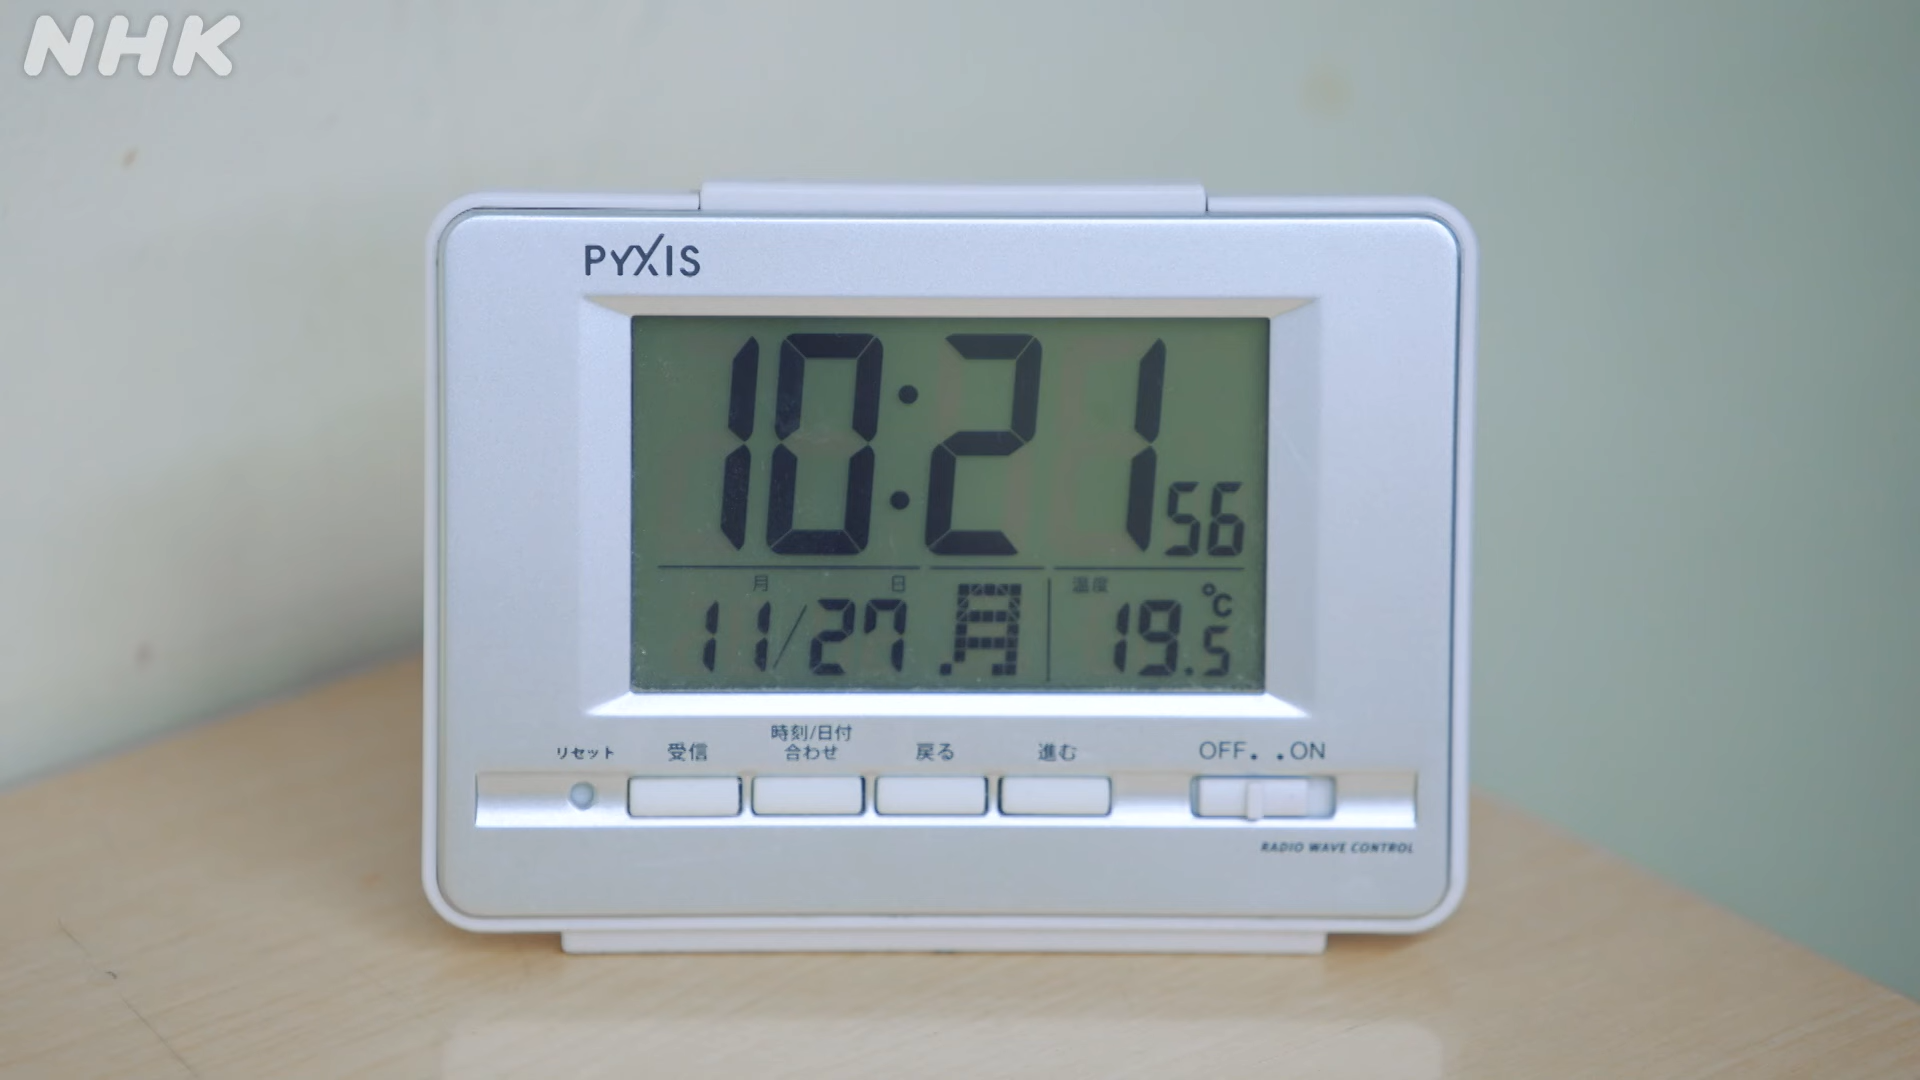 NHK
PYXIS
10:21 56
月 日 温度
11/27 月 19.5 ℃
リセット 受信 時刻/日付 合わせ 戻る 進む OFF. .ON
RADIO WAVE CONTROL